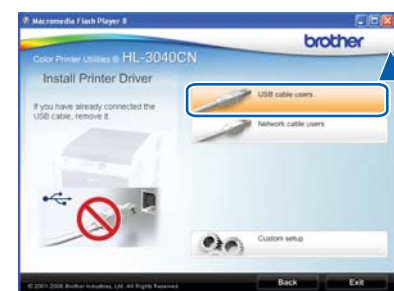 Macromedia Flash Player 8
brother
Color Printer Utilities HL-3040CN
Install Printer Driver
If you have already connected the
USB cable, remove it.
USB cable users
Network cable users
Custom setup
© 2001-2008 Brother Industries, Ltd. All Rights Reserved.
Back
Exit